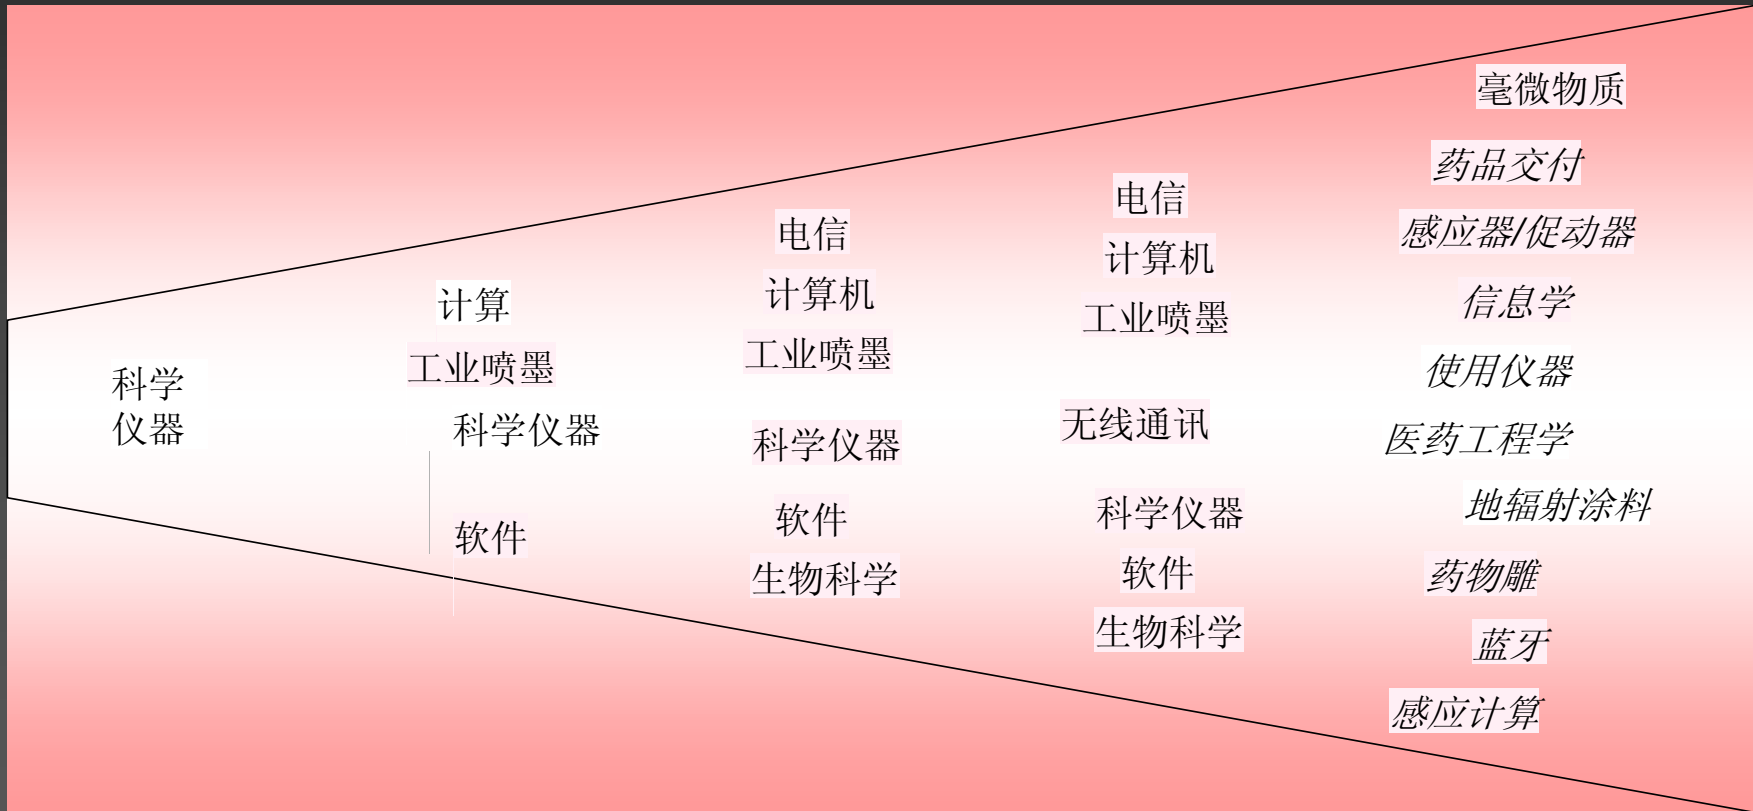 科学
仪器
计算
工业喷墨
科学仪器
软件
电信
计算机
工业喷墨
科学仪器
软件
生物科学
电信
计算机
工业喷墨
无线通讯
科学仪器
软件
生物科学
毫微物质
药品交付
感应器/促动器
信息学
使用仪器
医药工程学
地辐射涂料
药物雕
蓝牙
感应计算